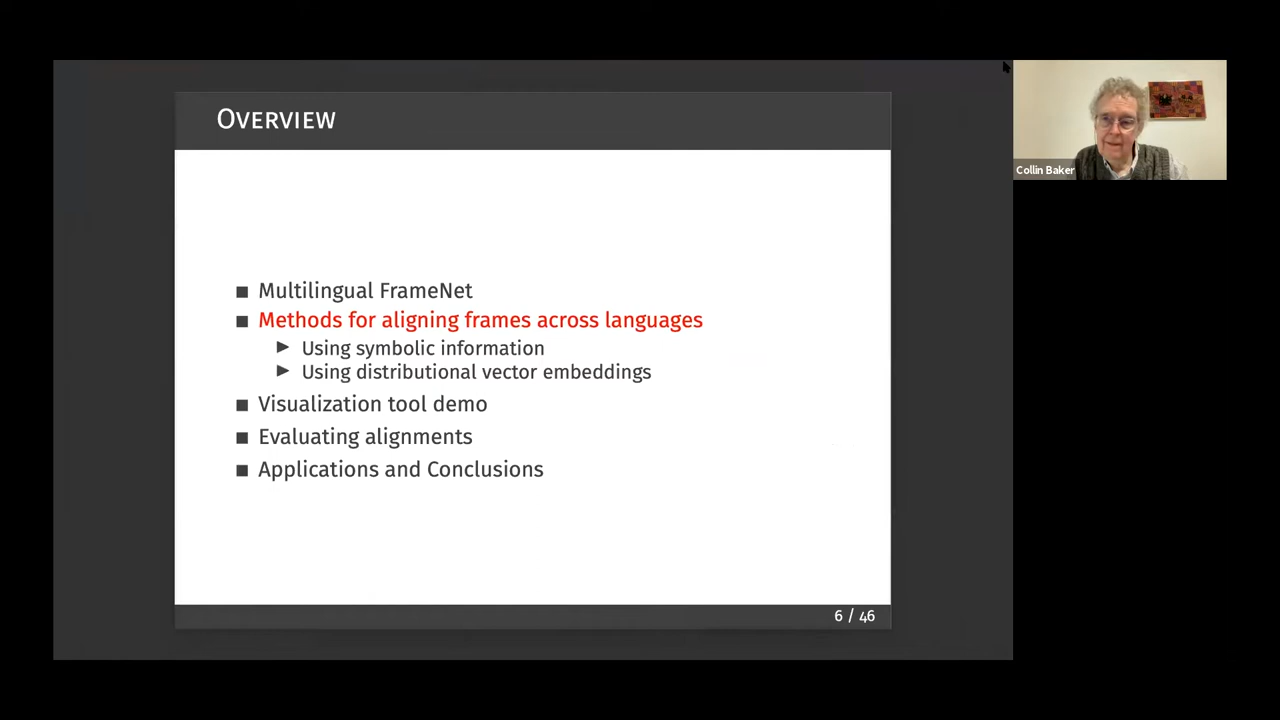 OVERVIEW
Multilingual FrameNet
Methods for aligning frames across languages
Using symbolic information
Using distributional vector embeddings
Visualization tool demo
Evaluating alignments
Applications and Conclusions
6 / 46
Collin Baker